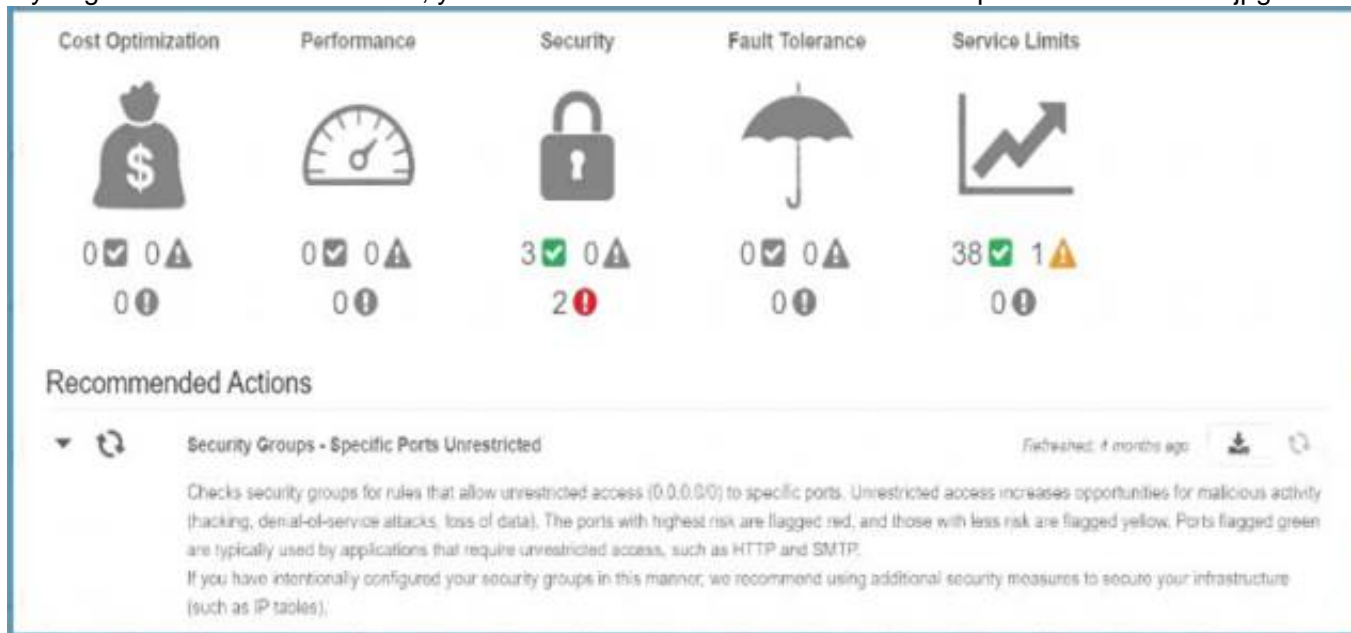 Cost Optimization Performance Security Fault Tolerance Service Limits
$
0 0 0 0 3 0 0 0 38 1
0 0 2 0 0
Recommended Actions
Security Groups - Specific Ports Unrestricted Refreshed: 4 months ago
Checks security groups for rules that allow unrestricted access (0.0.0.0/0) to specific ports. Unrestricted access increases opportunities for malicious activity
(hacking, denial-of-service attacks, loss of data). The ports with highest risk are flagged red, and those with less risk are flagged yellow. Ports flagged green
are typically used by applications that require unrestricted access, such as HTTP and SMTP.
If you have intentionally configured your security groups in this manner, we recommend using additional security measures to secure your infrastructure
(such as IP tables).